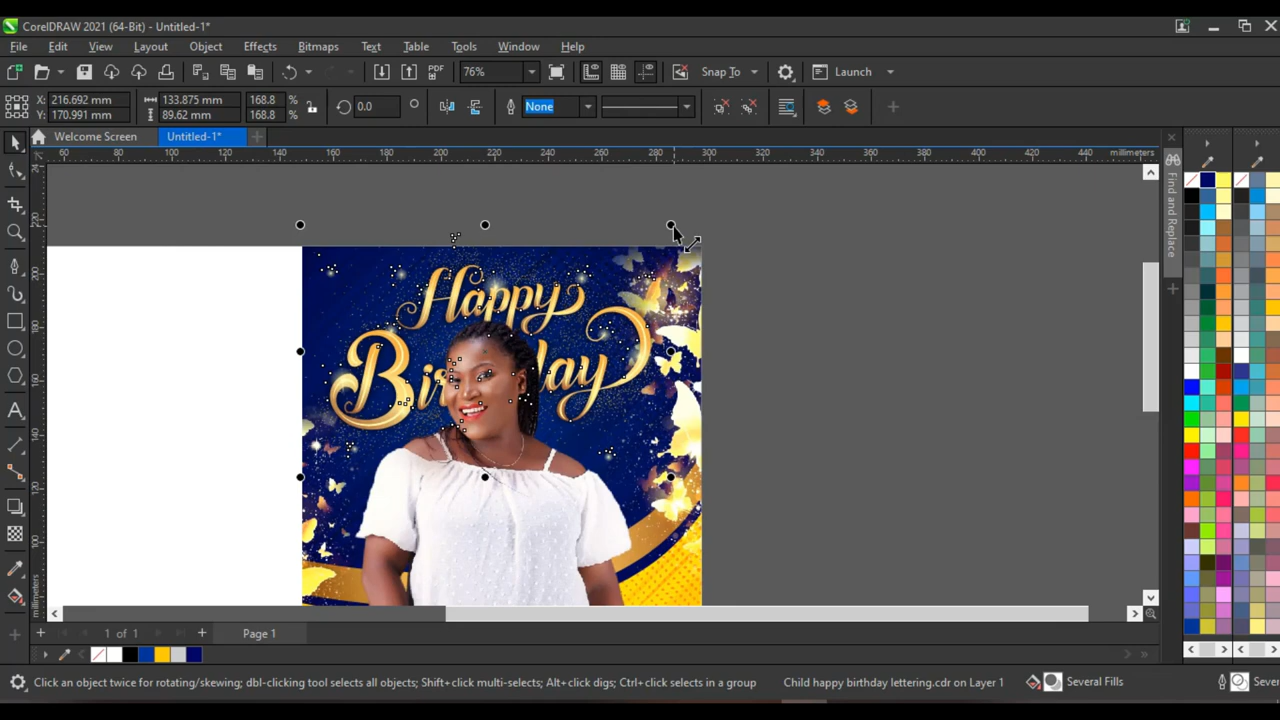 CorelDRAW 2021 (64-Bit) - Untitled-1*
File Edit View Layout Object Effects Bitmaps Text Table Tools Window Help
PDF 76% Snap To Launch
X: 216.692 mm 133.875 mm 168.8 % 0.0 None
Y: 170.991 mm 89.62 mm 168.8 %
Welcome Screen Untitled-1*
60 80 100 120 140 160 180 200 220 240 260 280 300 320 340 360 380 400 420 440 millimeters
Happy
Find and Replace
1 of 1 Page 1
Click an object twice for rotating/skewing; dbl-clicking tool selects all objects; Shift+click multi-selects; Alt+click digs; Ctrl+click selects in a group Child happy birthday lettering.cdr on Layer 1 Several Fills